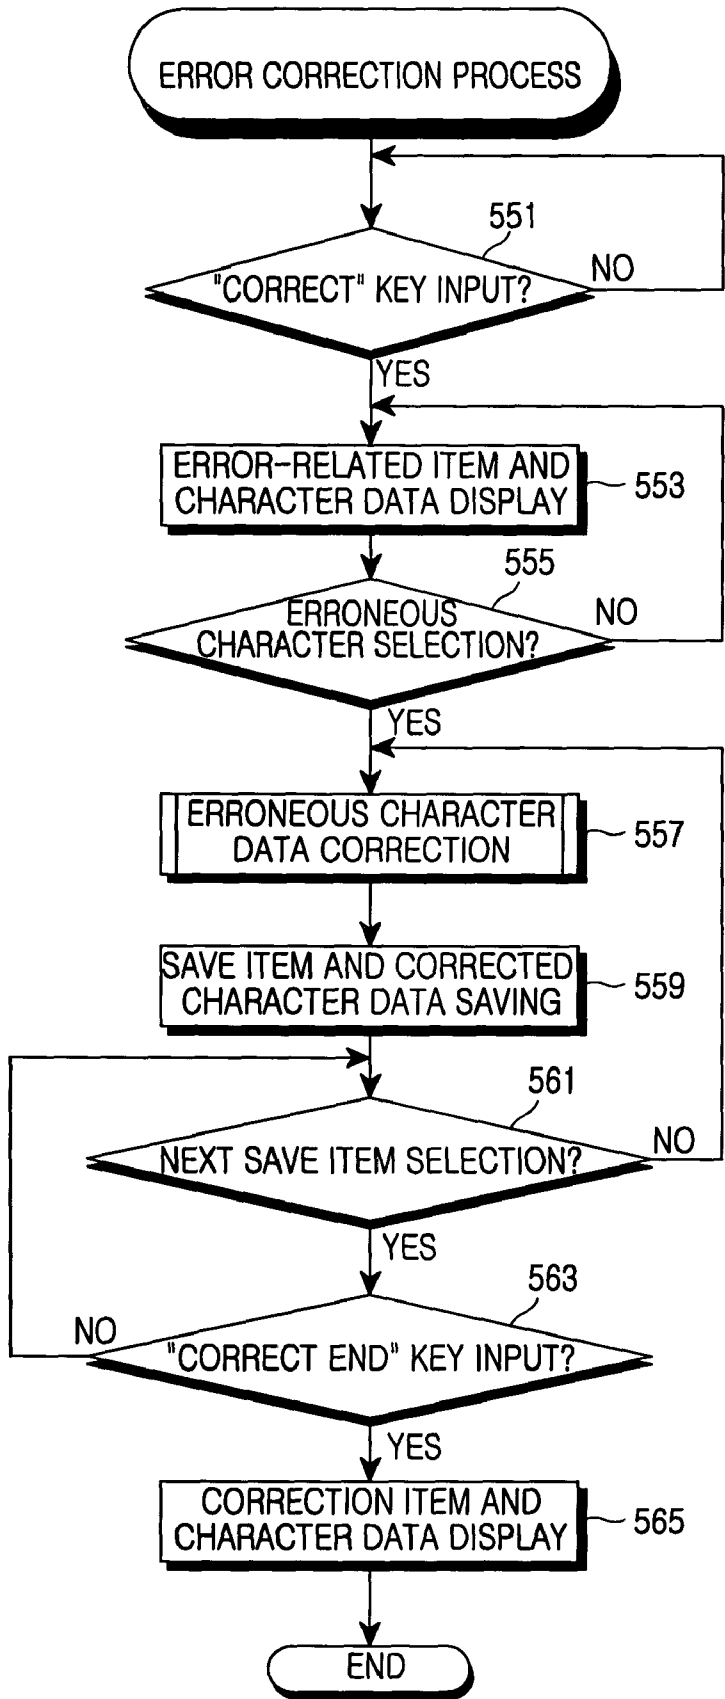 ERROR CORRECTION PROCESS
551
"CORRECT" KEY INPUT?
NO
YES
ERROR-RELATED ITEM AND
CHARACTER DATA DISPLAY
553
555
ERRONEOUS
CHARACTER SELECTION?
NO
YES
ERRONEOUS CHARACTER
DATA CORRECTION
557
SAVE ITEM AND CORRECTED
CHARACTER DATA SAVING
559
561
NEXT SAVE ITEM SELECTION?
NO
YES
563
NO
"CORRECT END" KEY INPUT?
YES
CORRECTION ITEM AND
CHARACTER DATA DISPLAY
565
END